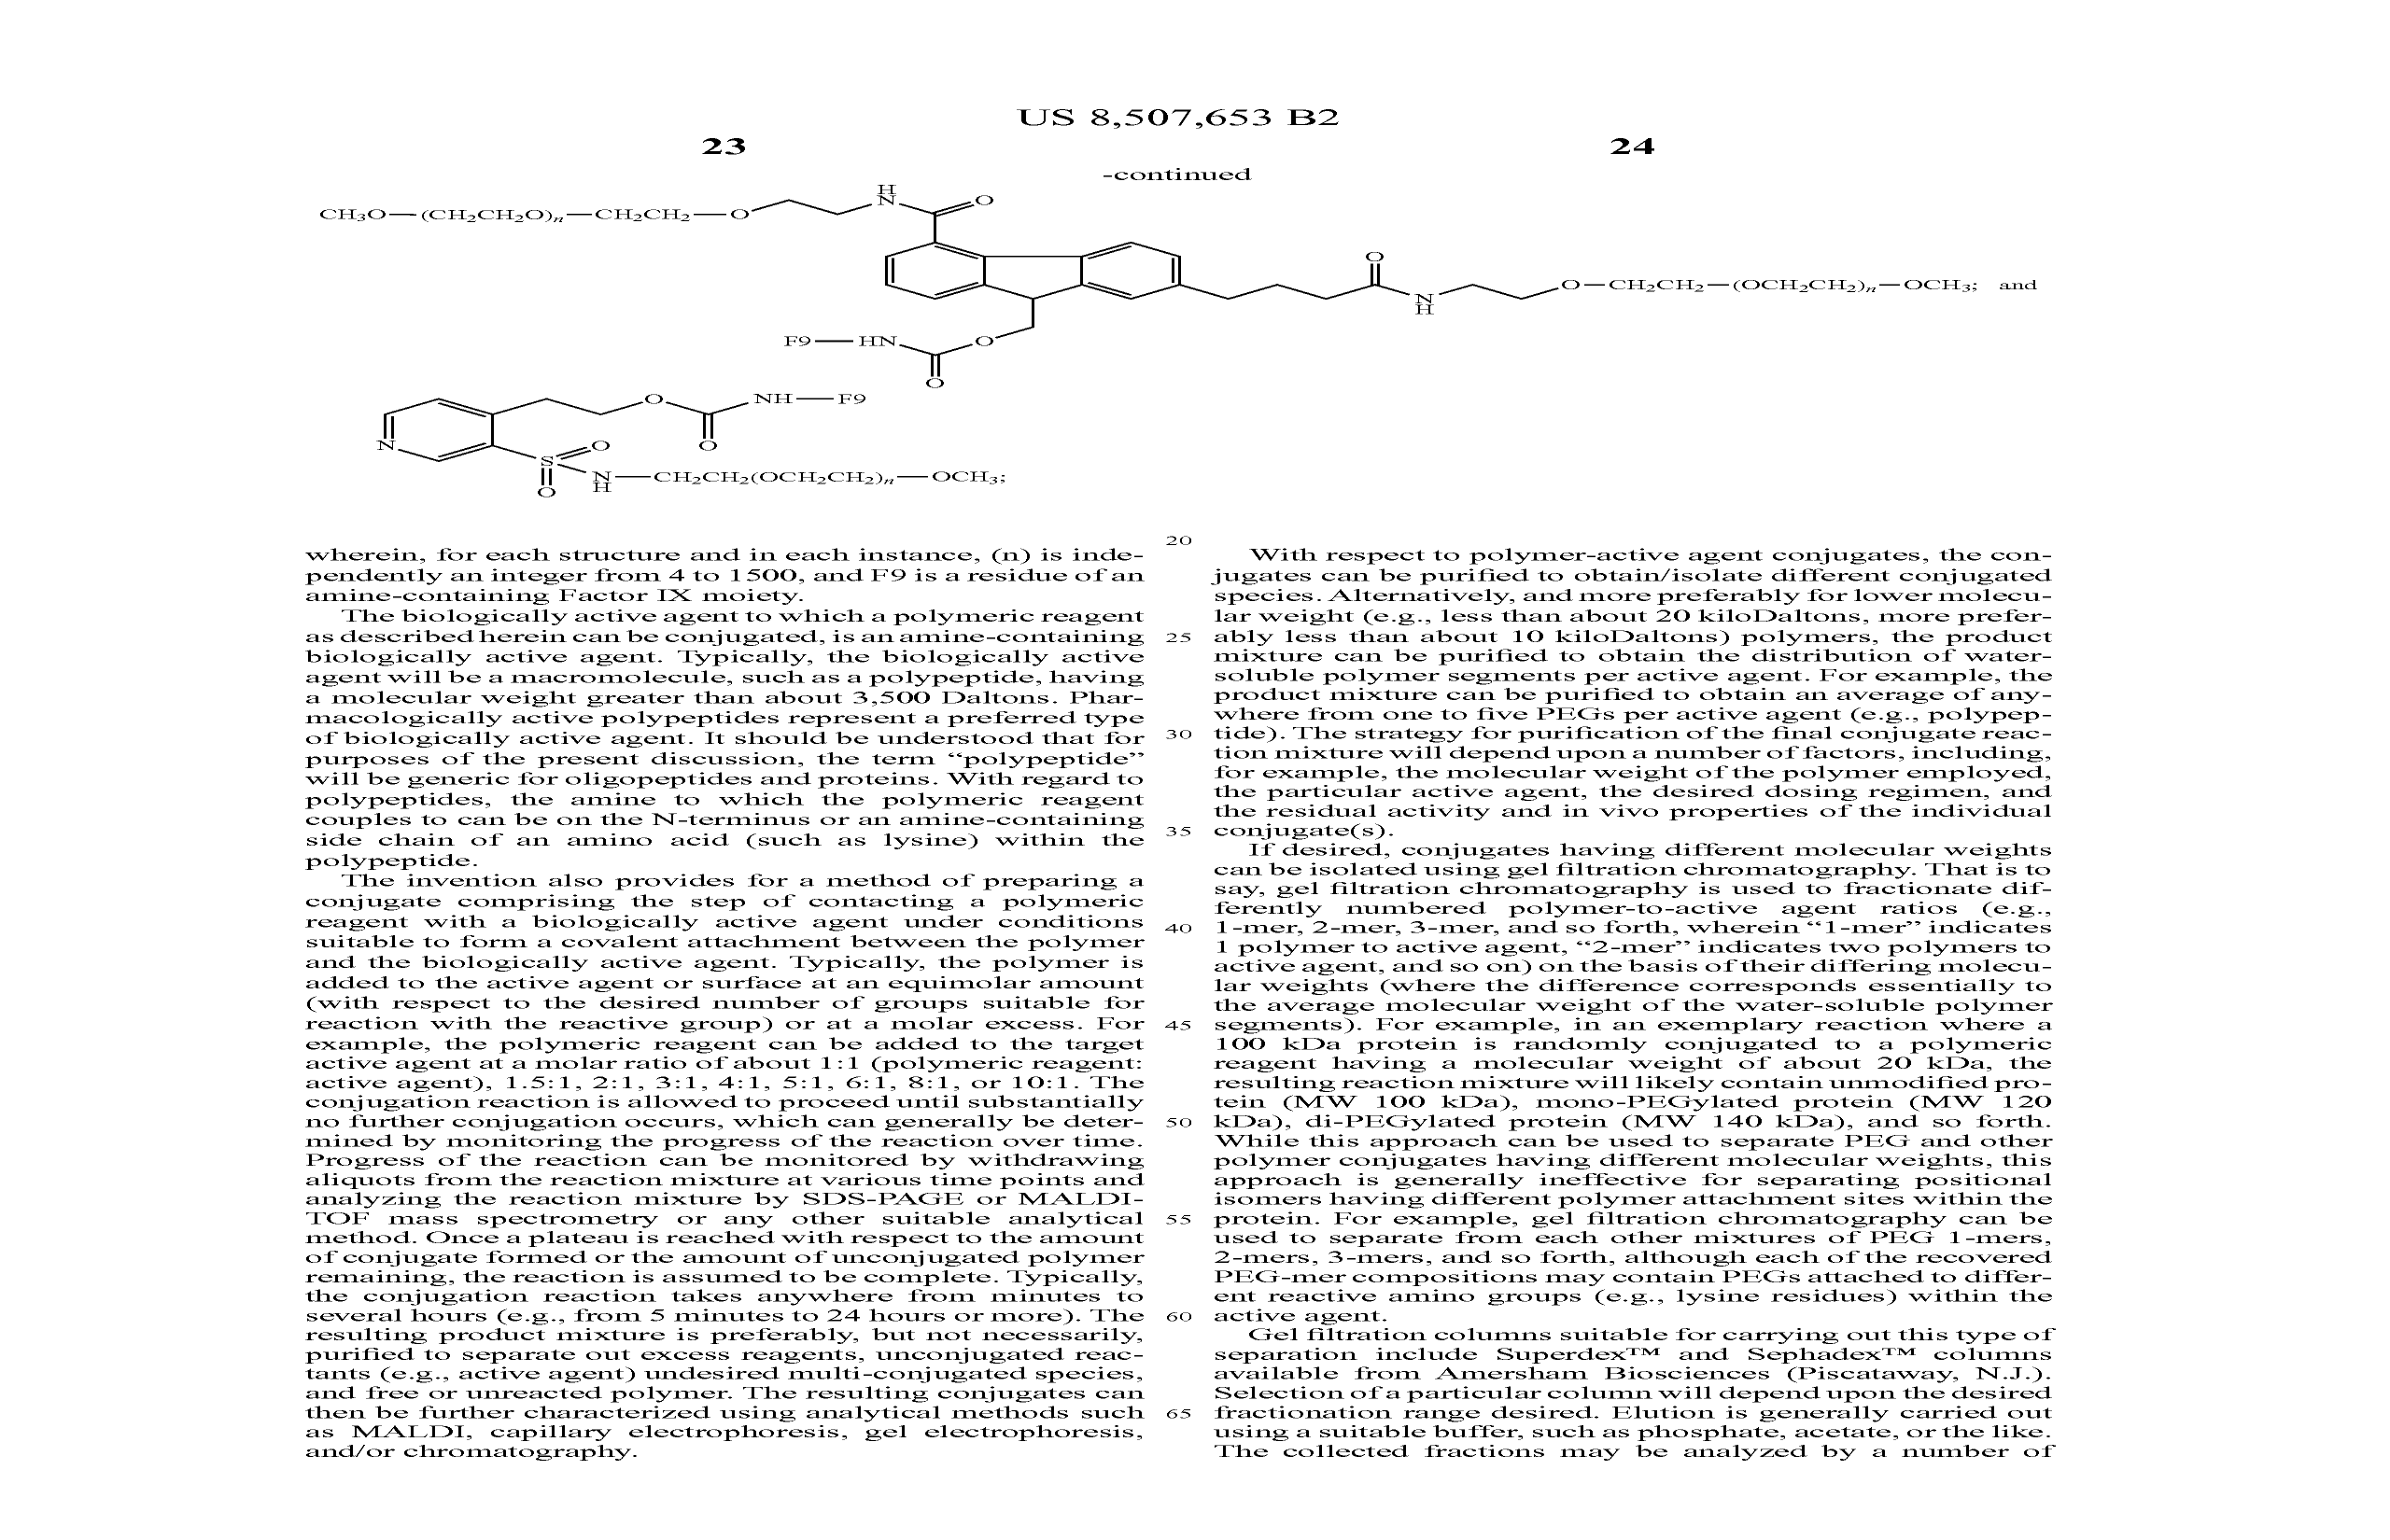 US 8,507,653 B2
23
24
-continued
CH3O—(CH2CH2O)n—CH2CH2—O
H
N
O
O
N
H
O—CH2CH2—(OCH2CH2)n—OCH3; and
F9—HN
O
O
O
NH—F9
O
N
S
O
O
N
H
—CH2CH2(OCH2CH2)n—OCH3;
wherein, for each structure and in each instance, (n) is inde-
pendently an integer from 4 to 1500, and F9 is a residue of an
amine-containing Factor IX moiety.
The biologically active agent to which a polymeric reagent
as described herein can be conjugated, is an amine-containing
biologically active agent. Typically, the biologically active
agent will be a macromolecule, such as a polypeptide, having
a molecular weight greater than about 3,500 Daltons. Phar-
macologically active polypeptides represent a preferred type
of biologically active agent. It should be understood that for
purposes of the present discussion, the term “polypeptide”
will be generic for oligopeptides and proteins. With regard to
polypeptides, the amine to which the polymeric reagent
couples to can be on the N-terminus or an amine-containing
side chain of an amino acid (such as lysine) within the
polypeptide.
The invention also provides for a method of preparing a
conjugate comprising the step of contacting a polymeric
reagent with a biologically active agent under conditions
suitable to form a covalent attachment between the polymer
and the biologically active agent. Typically, the polymer is
added to the active agent or surface at an equimolar amount
(with respect to the desired number of groups suitable for
reaction with the reactive group) or at a molar excess. For
example, the polymeric reagent can be added to the target
active agent at a molar ratio of about 1:1 (polymeric reagent:
active agent), 1.5:1, 2:1, 3:1, 4:1, 5:1, 6:1, 8:1, or 10:1. The
conjugation reaction is allowed to proceed until substantially
no further conjugation occurs, which can generally be deter-
mined by monitoring the progress of the reaction over time.
Progress of the reaction can be monitored by withdrawing
aliquots from the reaction mixture at various time points and
analyzing the reaction mixture by SDS-PAGE or MALDI-
TOF mass spectrometry or any other suitable analytical
method. Once a plateau is reached with respect to the amount
of conjugate formed or the amount of unconjugated polymer
remaining, the reaction is assumed to be complete. Typically,
the conjugation reaction takes anywhere from minutes to
several hours (e.g., from 5 minutes to 24 hours or more). The
resulting product mixture is preferably, but not necessarily,
purified to separate out excess reagents, unconjugated reac-
tants (e.g., active agent) undesired multi-conjugated species,
and free or unreacted polymer. The resulting conjugates can
then be further characterized using analytical methods such
as MALDI, capillary electrophoresis, gel electrophoresis,
and/or chromatography.
20
25
30
35
40
45
50
55
60
65
With respect to polymer-active agent conjugates, the con-
jugates can be purified to obtain/isolate different conjugated
species. Alternatively, and more preferably for lower molecu-
lar weight (e.g., less than about 20 kiloDaltons, more prefer-
ably less than about 10 kiloDaltons) polymers, the product
mixture can be purified to obtain the distribution of water-
soluble polymer segments per active agent. For example, the
product mixture can be purified to obtain an average of any-
where from one to five PEGs per active agent (e.g., polypep-
tide). The strategy for purification of the final conjugate reac-
tion mixture will depend upon a number of factors, including,
for example, the molecular weight of the polymer employed,
the particular active agent, the desired dosing regimen, and
the residual activity and in vivo properties of the individual
conjugate(s).
If desired, conjugates having different molecular weights
can be isolated using gel filtration chromatography. That is to
say, gel filtration chromatography is used to fractionate dif-
ferently numbered polymer-to-active agent ratios (e.g.,
1-mer, 2-mer, 3-mer, and so forth, wherein “1-mer” indicates
1 polymer to active agent, “2-mer” indicates two polymers to
active agent, and so on) on the basis of their differing molecu-
lar weights (where the difference corresponds essentially to
the average molecular weight of the water-soluble polymer
segments). For example, in an exemplary reaction where a
100 kDa protein is randomly conjugated to a polymeric
reagent having a molecular weight of about 20 kDa, the
resulting reaction mixture will likely contain unmodified pro-
tein (MW 100 kDa), mono-PEGylated protein (MW 120
kDa), di-PEGylated protein (MW 140 kDa), and so forth.
While this approach can be used to separate PEG and other
polymer conjugates having different molecular weights, this
approach is generally ineffective for separating positional
isomers having different polymer attachment sites within the
protein. For example, gel filtration chromatography can be
used to separate from each other mixtures of PEG 1-mers,
2-mers, 3-mers, and so forth, although each of the recovered
PEG-mer compositions may contain PEGs attached to differ-
ent reactive amino groups (e.g., lysine residues) within the
active agent.
Gel filtration columns suitable for carrying out this type of
separation include Superdex™ and Sephadex™ columns
available from Amersham Biosciences (Piscataway, N.J.).
Selection of a particular column will depend upon the desired
fractionation range desired. Elution is generally carried out
using a suitable buffer, such as phosphate, acetate, or the like.
The collected fractions may be analyzed by a number of